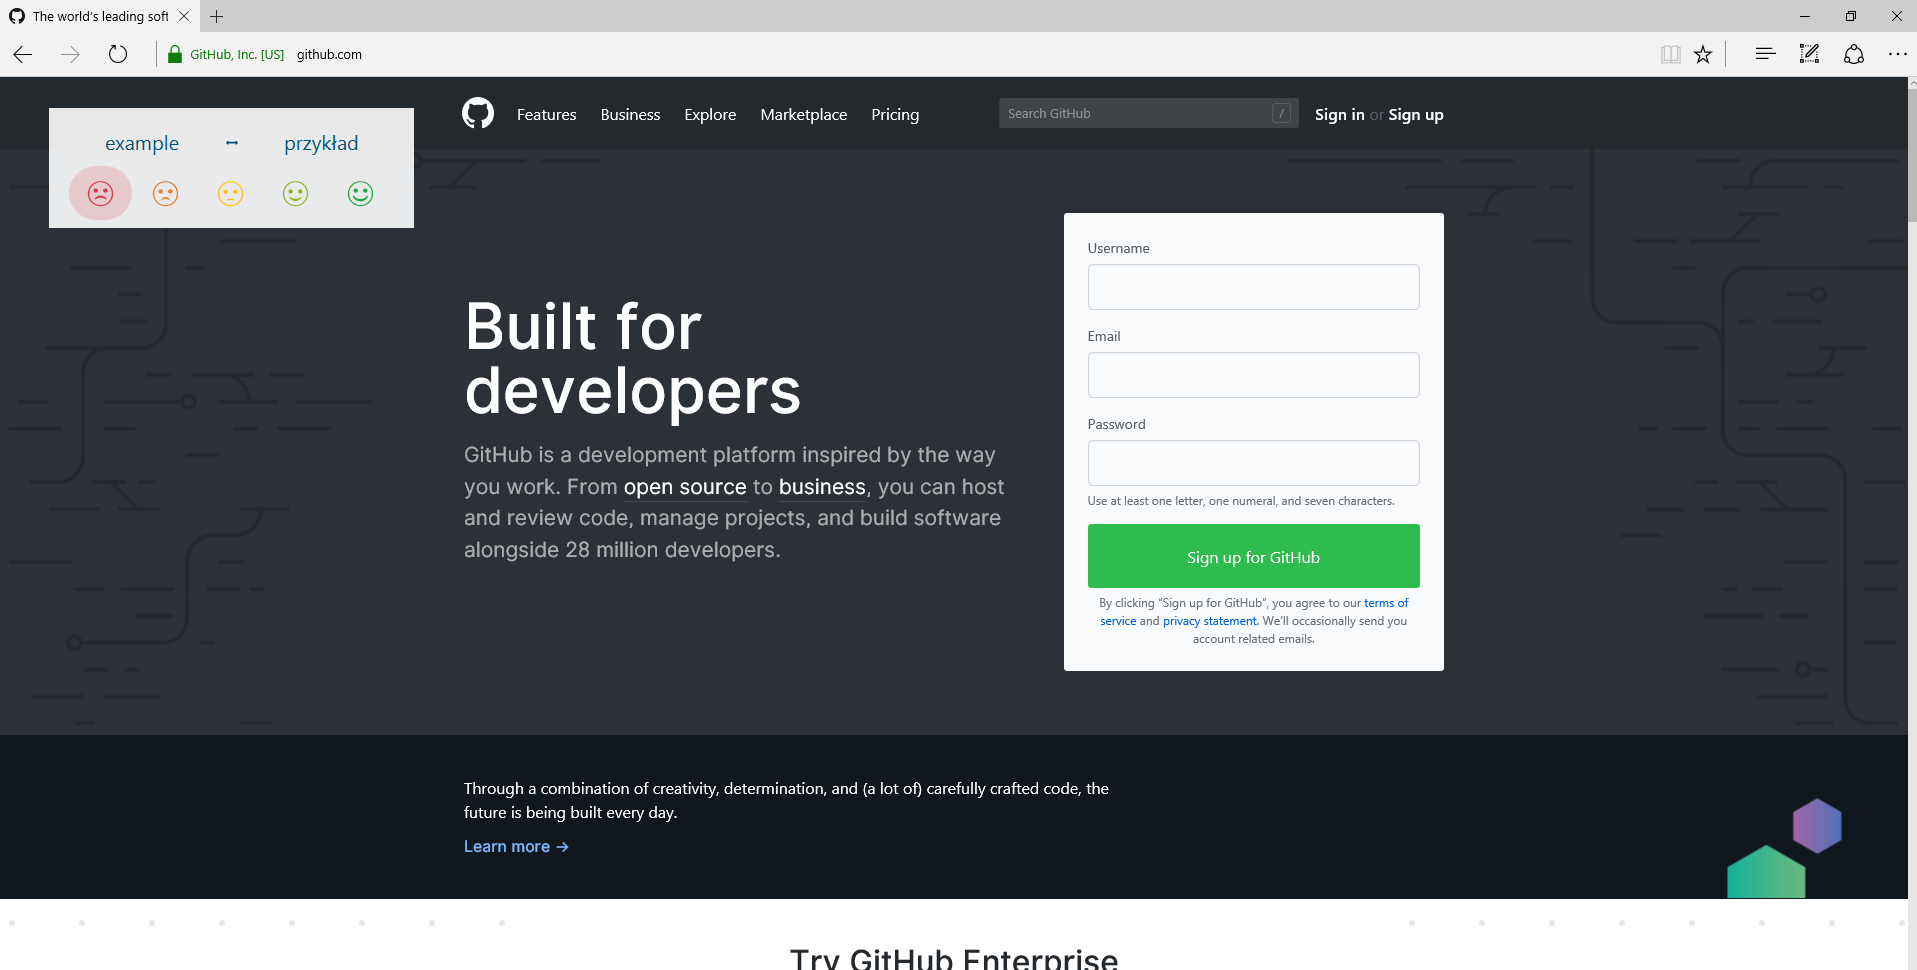 The world's leading soft
GitHub, Inc. [US] github.com
example ↔ przykład
Features Business Explore Marketplace Pricing
Search GitHub /
Sign in or Sign up
Built for
developers
GitHub is a development platform inspired by the way
you work. From open source to business, you can host
and review code, manage projects, and build software
alongside 28 million developers.
Username
Email
Password
Use at least one letter, one numeral, and seven characters.
Sign up for GitHub
By clicking “Sign up for GitHub”, you agree to our terms of
service and privacy statement. We’ll occasionally send you
account related emails.
Through a combination of creativity, determination, and (a lot of) carefully crafted code, the
future is being built every day.
Learn more →
Try GitHub Enterprise